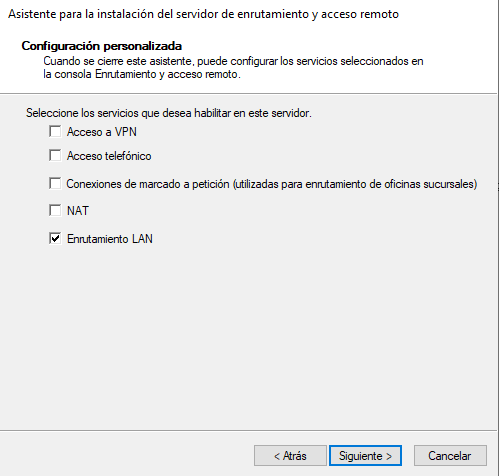 Asistente para la instalación del servidor de enrutamiento y acceso remoto
Configuración personalizada
Cuando se cierre este asistente, puede configurar los servicios seleccionados en
la consola Enrutamiento y acceso remoto.
Seleccione los servicios que desea habilitar en este servidor.
Acceso a VPN
Acceso telefónico
Conexiones de marcado a petición (utilizadas para enrutamiento de oficinas sucursales)
NAT
Enrutamiento LAN
< Atrás
Siguiente >
Cancelar